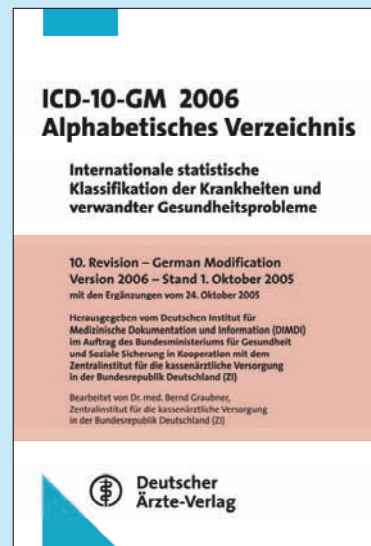 ICD-10-GM 2006
Alphabetisches Verzeichnis
Internationale statistische
Klassifikation der Krankheiten und
verwandter Gesundheitsprobleme
10. Revision – German Modification
Version 2006 – Stand 1. Oktober 2005
mit den Ergänzungen vom 24. Oktober 2005
Herausgegeben vom Deutschen Institut für
Medizinische Dokumentation und Information (DIMDI)
im Auftrag des Bundesministeriums für Gesundheit
und Soziale Sicherung in Kooperation mit dem
Zentralinstitut für die kassenärztliche Versorgung
in der Bundesrepublik Deutschland (ZI)
Bearbeitet von Dr. med. Bernd Graubner,
Zentralinstitut für die kassenärztliche Versorgung
in der Bundesrepublik Deutschland (ZI)
Deutscher
Ärzte-Verlag